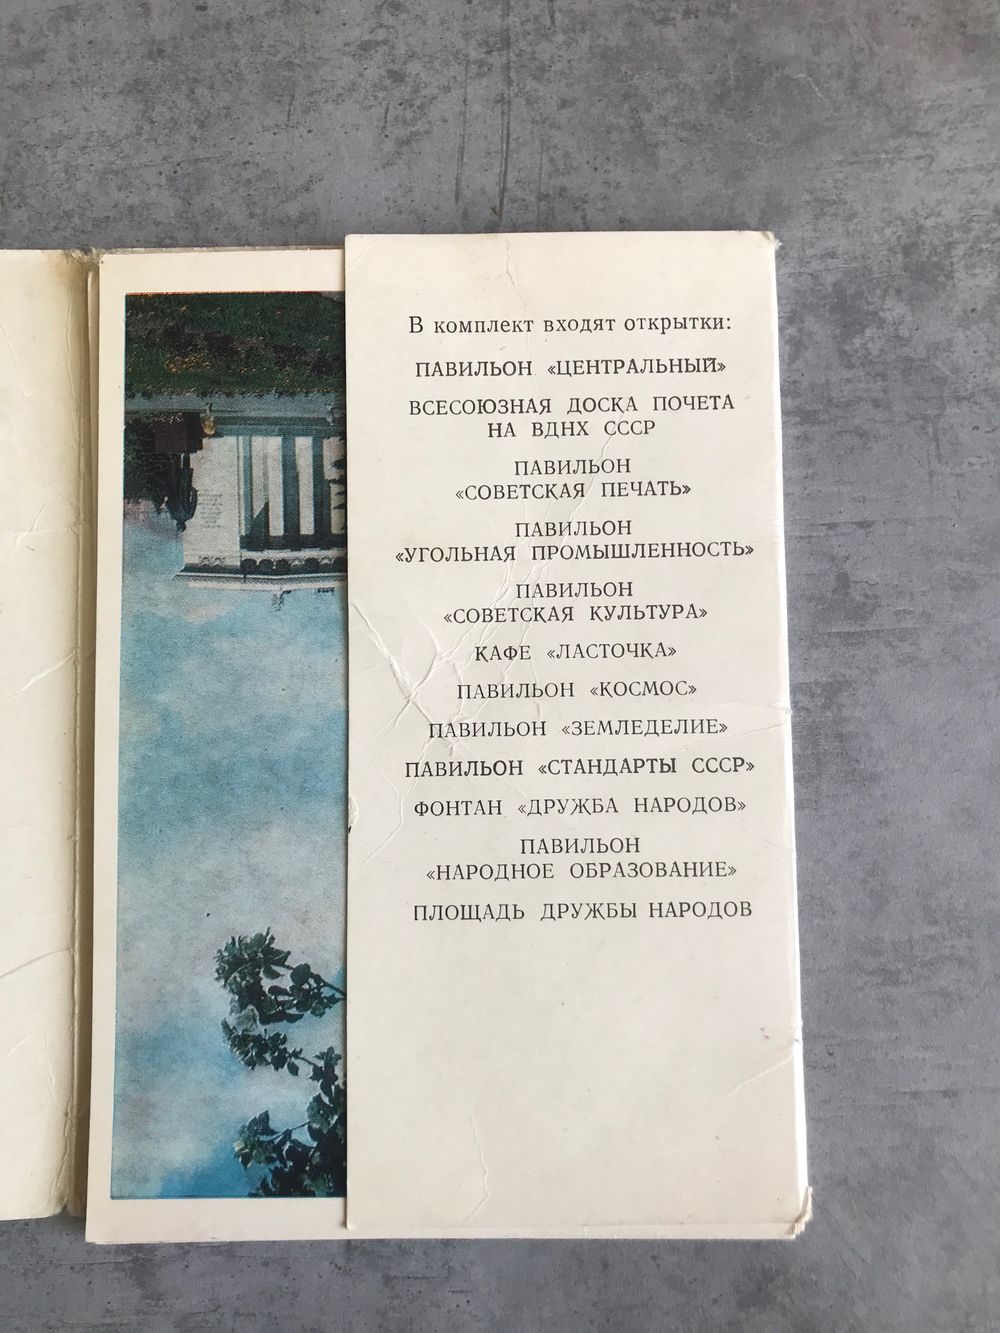 В комплект входят открытки:
ПАВИЛЬОН «ЦЕНТРАЛЬНЫЙ»
ВСЕСОЮЗНАЯ ДОСКА ПОЧЕТА
НА ВДНХ СССР
ПАВИЛЬОН
«СОВЕТСКАЯ ПЕЧАТЬ»
ПАВИЛЬОН
«УГОЛЬНАЯ ПРОМЫШЛЕННОСТЬ»
ПАВИЛЬОН
«СОВЕТСКАЯ КУЛЬТУРА»
КАФЕ «ЛАСТОЧКА»
ПАВИЛЬОН «КОСМОС»
ПАВИЛЬОН «ЗЕМЛЕДЕЛИЕ»
ПАВИЛЬОН «СТАНДАРТЫ СССР»
ФОНТАН «ДРУЖБА НАРОДОВ»
ПАВИЛЬОН
«НАРОДНОЕ ОБРАЗОВАНИЕ»
ПЛОЩАДЬ ДРУЖБЫ НАРОДОВ